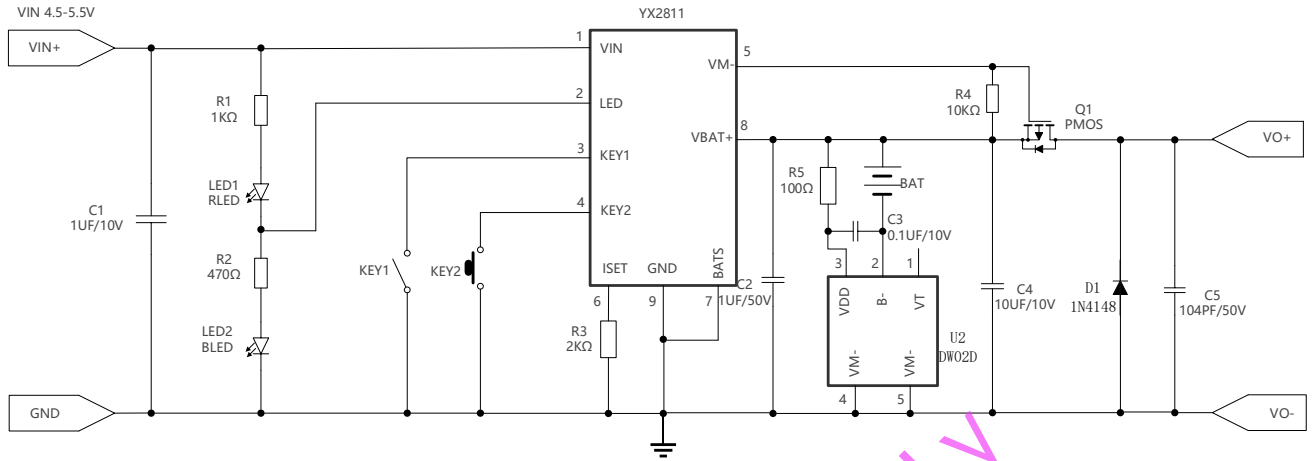 VIN 4.5-5.5V
YX2811
VIN+
1
VIN
5
VM-
R1
1KΩ
2
LED
R4
10KΩ
Q1
PMOS
8
VBAT+
VO+
3
KEY1
R5
100Ω
BAT
LED1
RLED
C1
1UF/10V
4
KEY2
C3
0.1UF/10V
R2
470Ω
KEY1
KEY2
ISET
GND
BATS
3
2
1
6
9
7
C2
1UF/50V
VDD
B-
VT
C4
10UF/10V
D1
1N4148
C5
104PF/50V
R3
2KΩ
LED2
BLED
U2
DW02D
VM-
VM-
4
5
GND
VO-